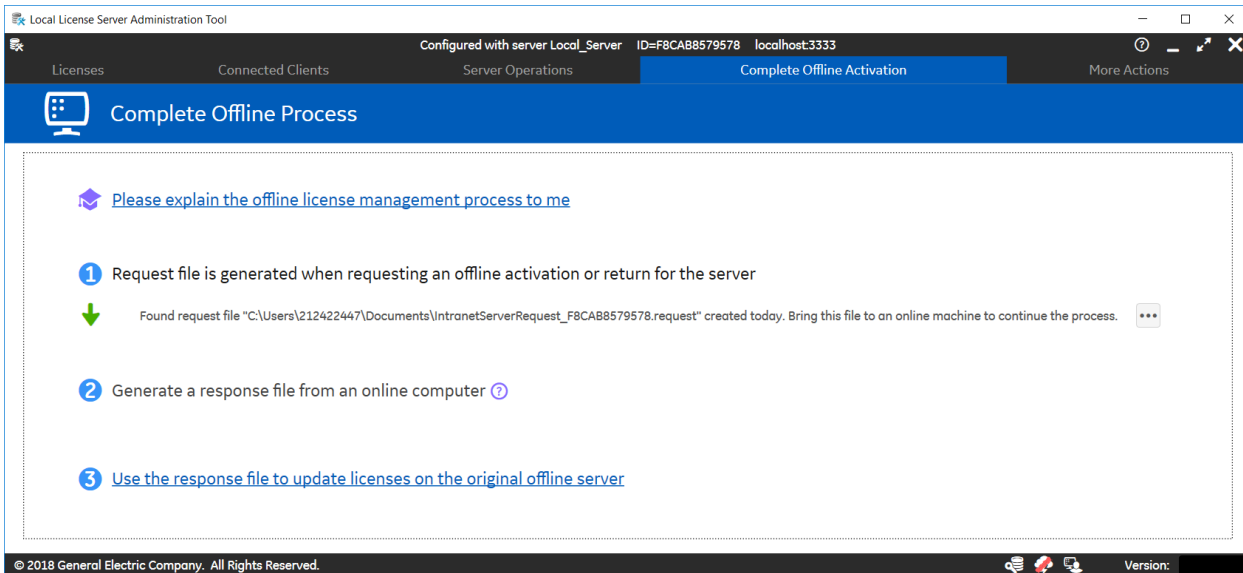 Local License Server Administration Tool
Configured with server Local_Server ID=F8CAB8579578 localhost:3333
Licenses Connected Clients Server Operations Complete Offline Activation More Actions
Complete Offline Process
Please explain the offline license management process to me
1 Request file is generated when requesting an offline activation or return for the server
Found request file "C:\Users\212422447\Documents\IntranetServerRequest_F8CAB8579578.request" created today. Bring this file to an online machine to continue the process.
2 Generate a response file from an online computer ?
3 Use the response file to update licenses on the original offline server
© 2018 General Electric Company. All Rights Reserved. Version: